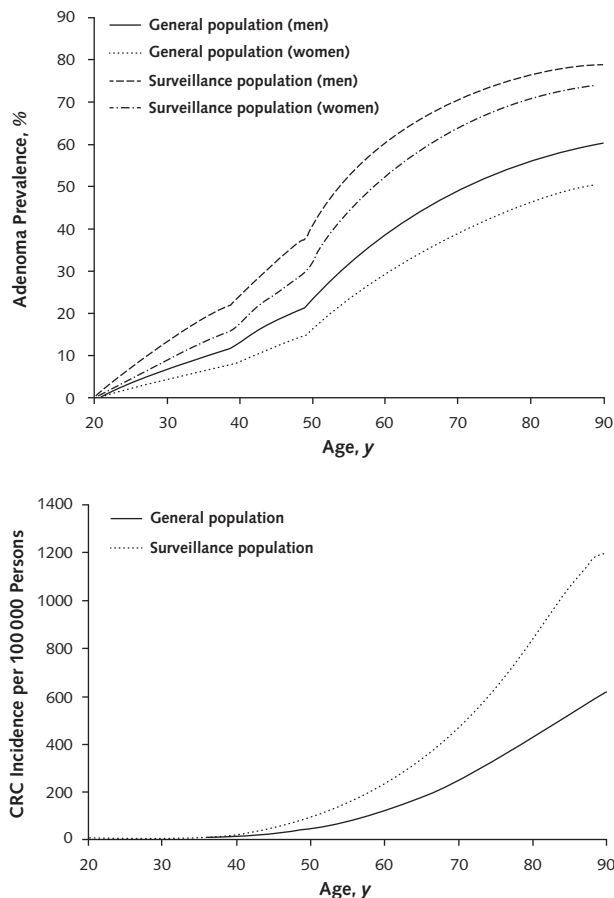 90
80
70
60
50
40
30
20
10
0
Adenoma Prevalence, %
General population (men)
General population (women)
Surveillance population (men)
Surveillance population (women)
20 30 40 50 60 70 80 90
Age, y
1400
1200
1000
800
600
400
200
0
CRC Incidence per 100 000 Persons
General population
Surveillance population
20 30 40 50 60 70 80 90
Age, y